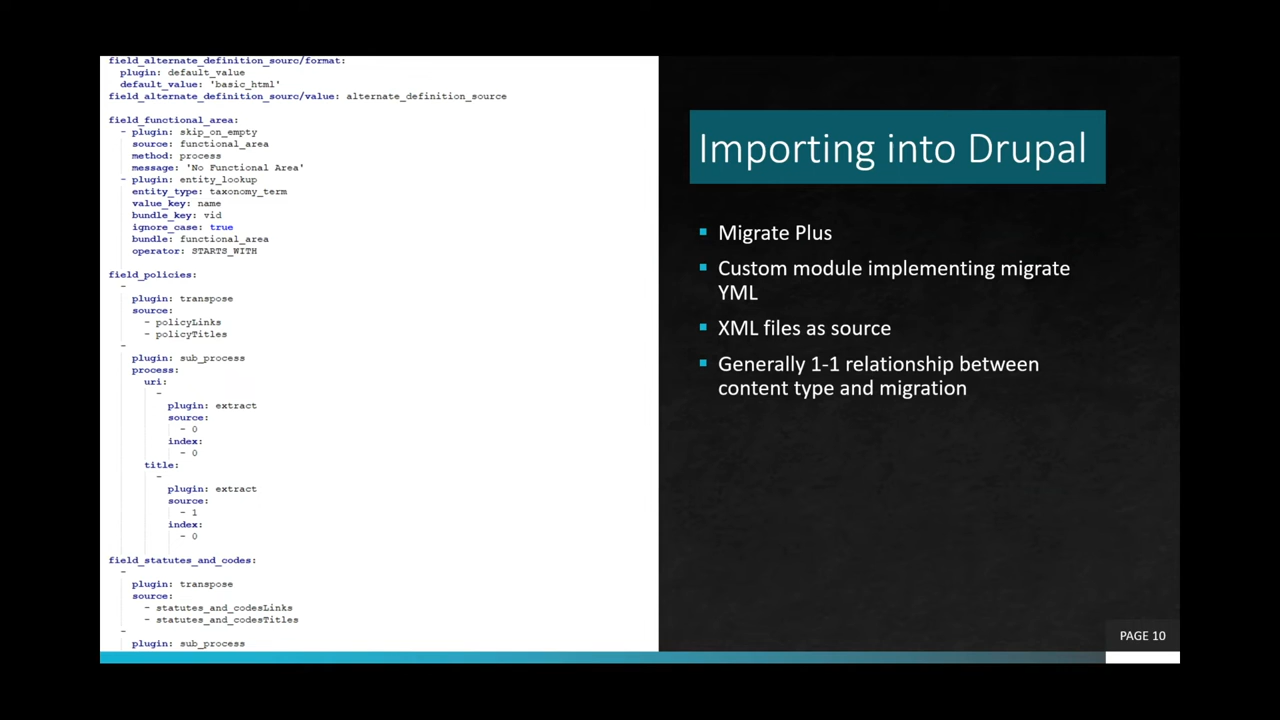 field_alternate_definition_sourc/format:
  plugin: default_value
  default_value: 'basic_html'
field_alternate_definition_sourc/value: alternate_definition_source
field_functional_area:
  - plugin: skip_on_empty
    source: functional_area
    method: process
    message: 'No Functional Area'
  - plugin: entity_lookup
    entity_type: taxonomy_term
    value_key: name
    bundle_key: vid
    ignore_case: true
    bundle: functional_area
    operator: STARTS_WITH
field_policies:
  -
    plugin: transpose
    source:
      - policyLinks
      - policyTitles
  -
    plugin: sub_process
    process:
      uri:
        -
          plugin: extract
          source:
            - 0
          index:
            - 0
      title:
        -
          plugin: extract
          source:
            - 1
          index:
            - 0
field_statutes_and_codes:
  -
    plugin: transpose
    source:
      - statutes_and_codesLinks
      - statutes_and_codesTitles
  -
    plugin: sub_process
Importing into Drupal
▪ Migrate Plus
▪ Custom module implementing migrate
YML
▪ XML files as source
▪ Generally 1-1 relationship between
content type and migration
PAGE 10